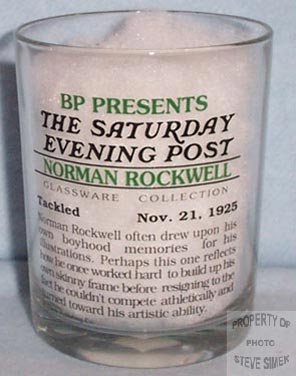 BP PRESENTS
THE SATURDAY
EVENING POST
NORMAN ROCKWELL
GLASSWARE COLLECTION
Tackled Nov. 21, 1925
Norman Rockwell often drew upon his
own boyhood memories for his
illustrations. Perhaps this one reflects
how he once worked hard to build up his
own skinny frame before resigning to the
fact he couldn't compete athletically and
turned toward his artistic ability.
PROPERTY OF
PHOTO
STEVE SIMEK